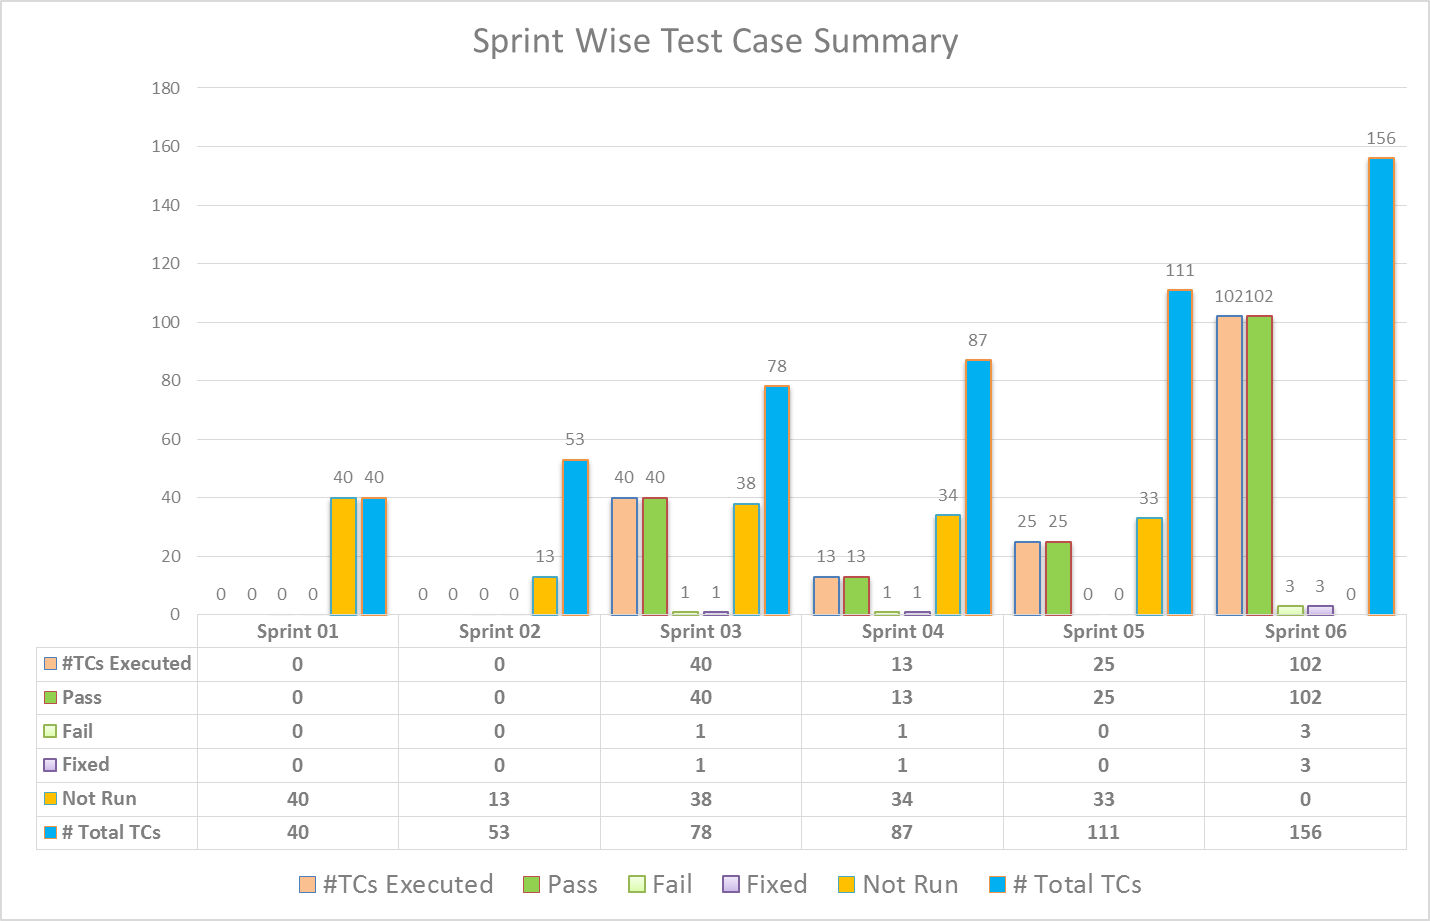 Sprint Wise Test Case Summary
180
160
140
120
100
80
60
40
20
0
0 0 0 0 40 40
0 0 0 0 13 53
40 40 1 1 38 78
13 13 1 1 34 87
25 25 0 0 33 111
102 102 3 3 0 156
Sprint 01 Sprint 02 Sprint 03 Sprint 04 Sprint 05 Sprint 06
#TCs Executed 0 0 40 13 25 102
Pass 0 0 40 13 25 102
Fail 0 0 1 1 0 3
Fixed 0 0 1 1 0 3
Not Run 40 13 38 34 33 0
# Total TCs 40 53 78 87 111 156
#TCs Executed Pass Fail Fixed Not Run # Total TCs